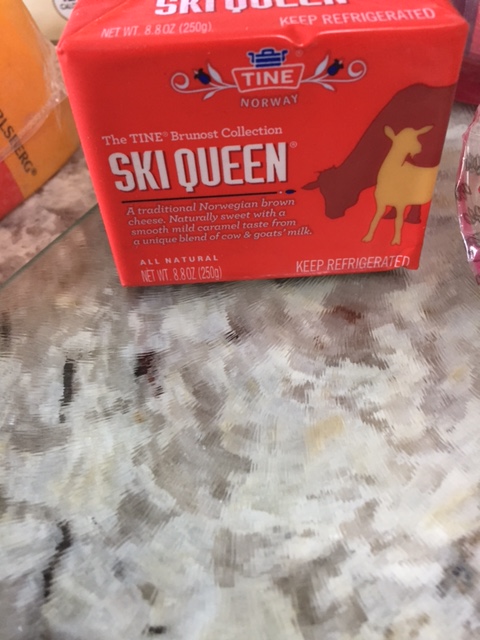 SKI QUEEN
NET WT. 8.8 OZ (250g)
KEEP REFRIGERATED
TINE
NORWAY
The TINE® Brunost Collection
SKI QUEEN®
A traditional Norwegian brown
cheese. Naturally sweet with a
smooth mild caramel taste from
a unique blend of cow & goats' milk.
ALL NATURAL
NET WT. 8.8 OZ (250g)
KEEP REFRIGERATED
RLSBERG®